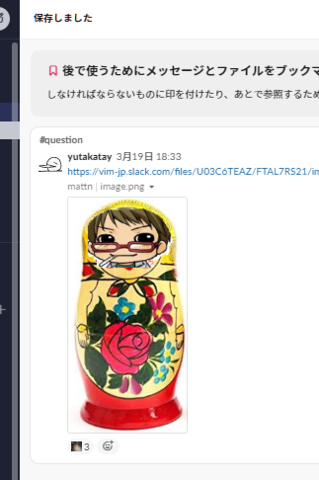 保存しました
後で使うためにメッセージとファイルをブックマ
しなければならないものに印を付けたり、あとで参照するため
#question
yutakatay 3月19日 18:33
https://vim-jp.slack.com/files/U03C6TEAZ/FTAL7RS21/im
mattn | image.png
3